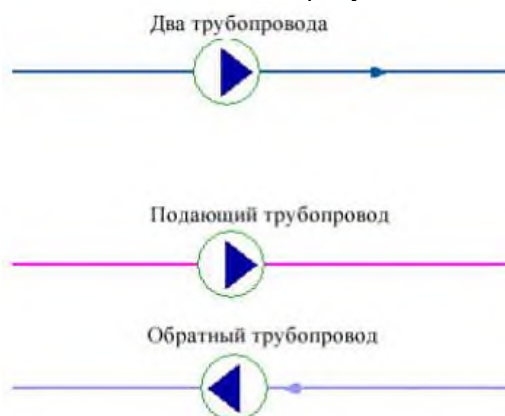 Два трубопровода
Подающий трубопровод
Обратный трубопровод